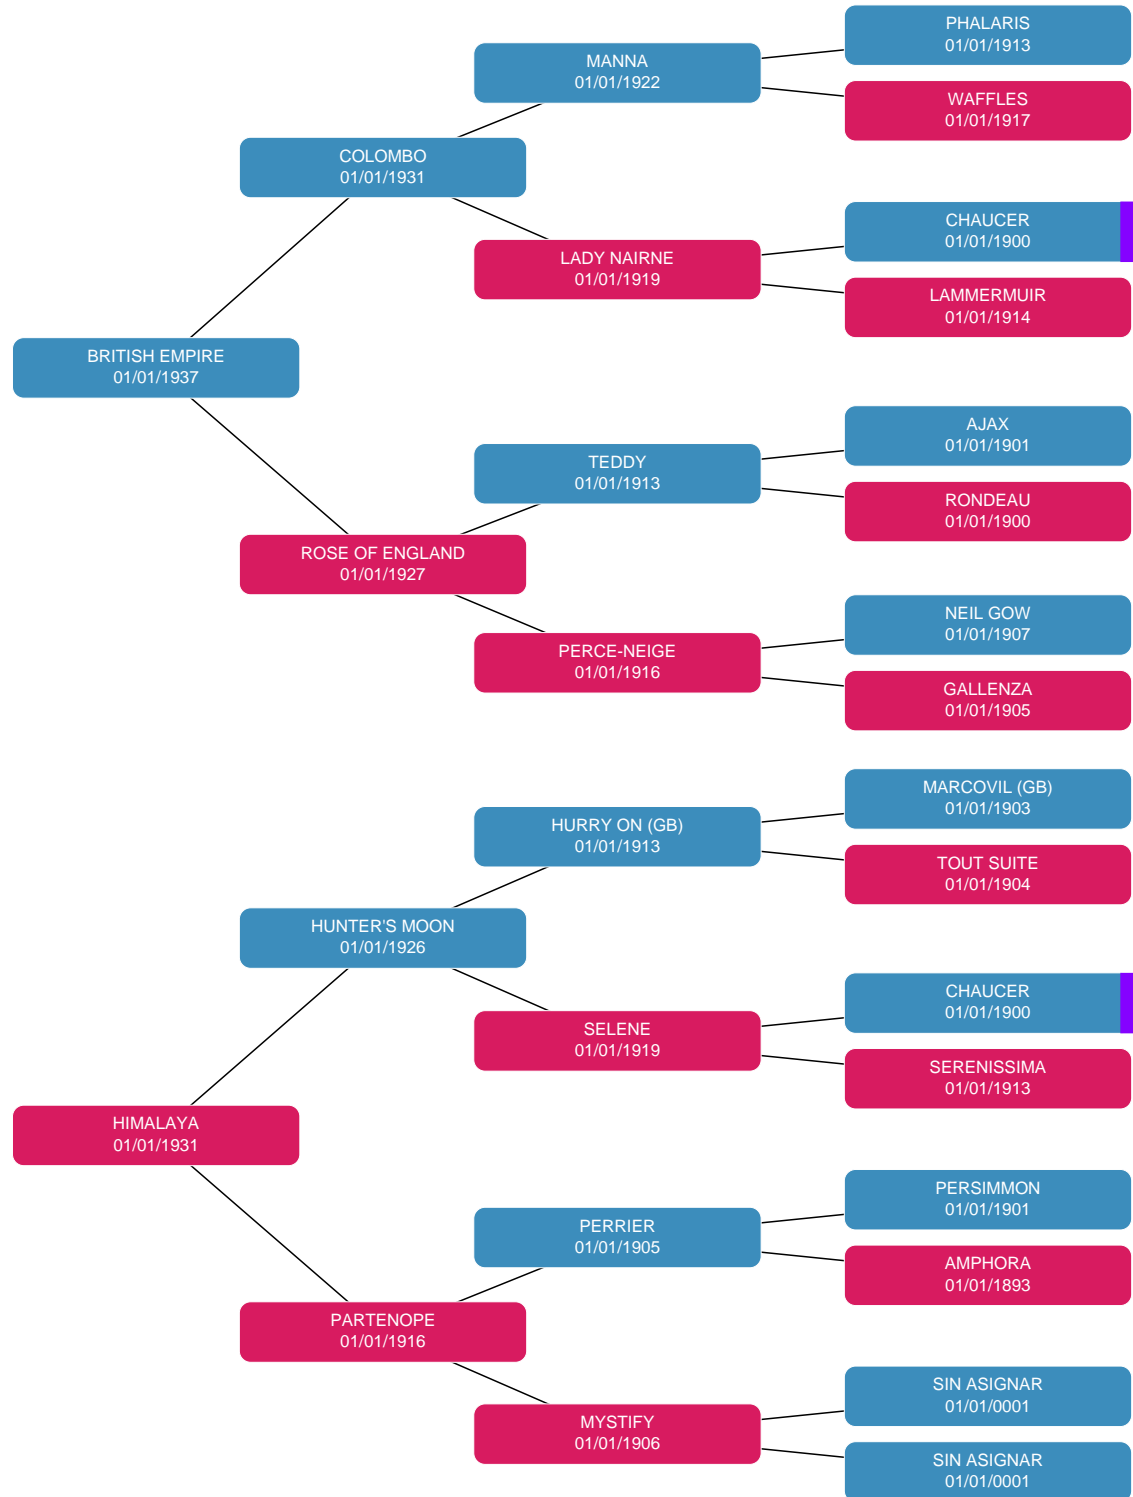 PHALARIS
01/01/1913
MANNA
01/01/1922
WAFFLES
01/01/1917
COLOMBO
01/01/1931
CHAUCER
01/01/1900
LADY NAIRNE
01/01/1919
LAMMERMUIR
01/01/1914
BRITISH EMPIRE
01/01/1937
AJAX
01/01/1901
TEDDY
01/01/1913
RONDEAU
01/01/1900
ROSE OF ENGLAND
01/01/1927
NEIL GOW
01/01/1907
PERCE-NEIGE
01/01/1916
GALLENZA
01/01/1905
MARCOVIL (GB)
01/01/1903
HURRY ON (GB)
01/01/1913
TOUT SUITE
01/01/1904
HUNTER'S MOON
01/01/1926
CHAUCER
01/01/1900
SELENE
01/01/1919
SERENISSIMA
01/01/1913
HIMALAYA
01/01/1931
PERSIMMON
01/01/1901
PERRIER
01/01/1905
AMPHORA
01/01/1893
PARTENOPE
01/01/1916
SIN ASIGNAR
01/01/0001
MYSTIFY
01/01/1906
SIN ASIGNAR
01/01/0001